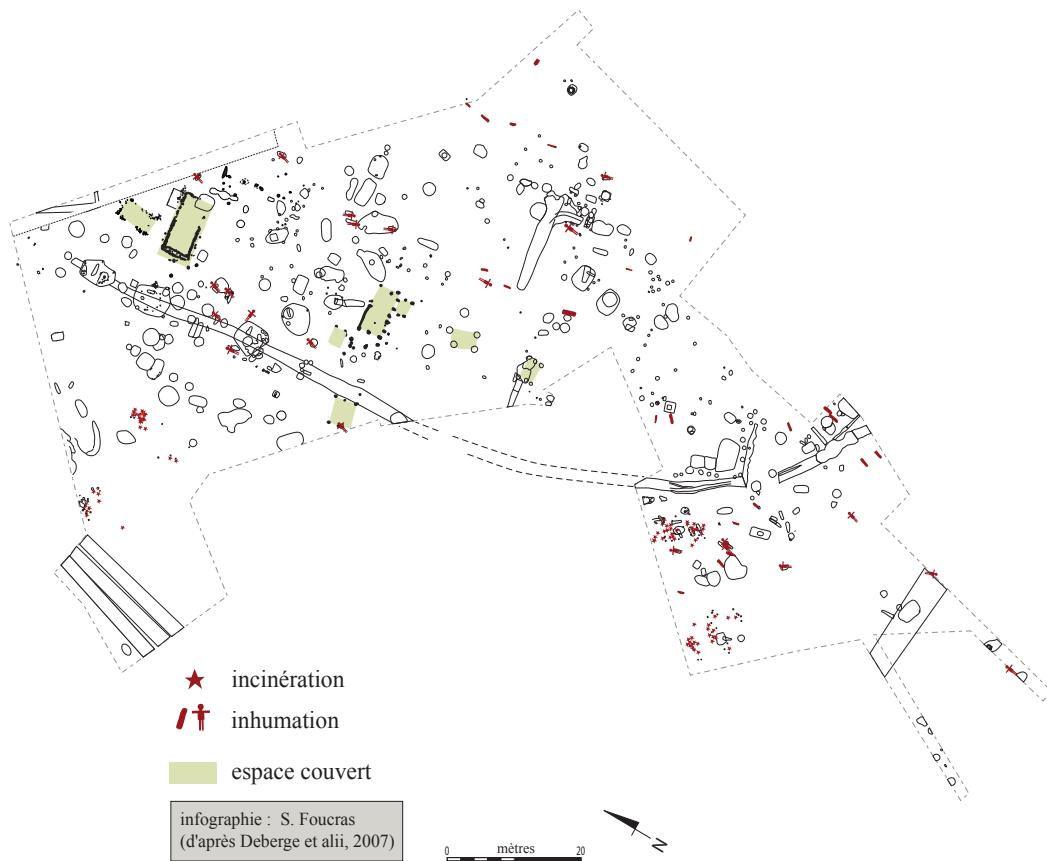 incinération
inhumation
espace couvert
infographie : S. Foucras
(d'après Deberge et alii, 2007)
mètres
0
20
N